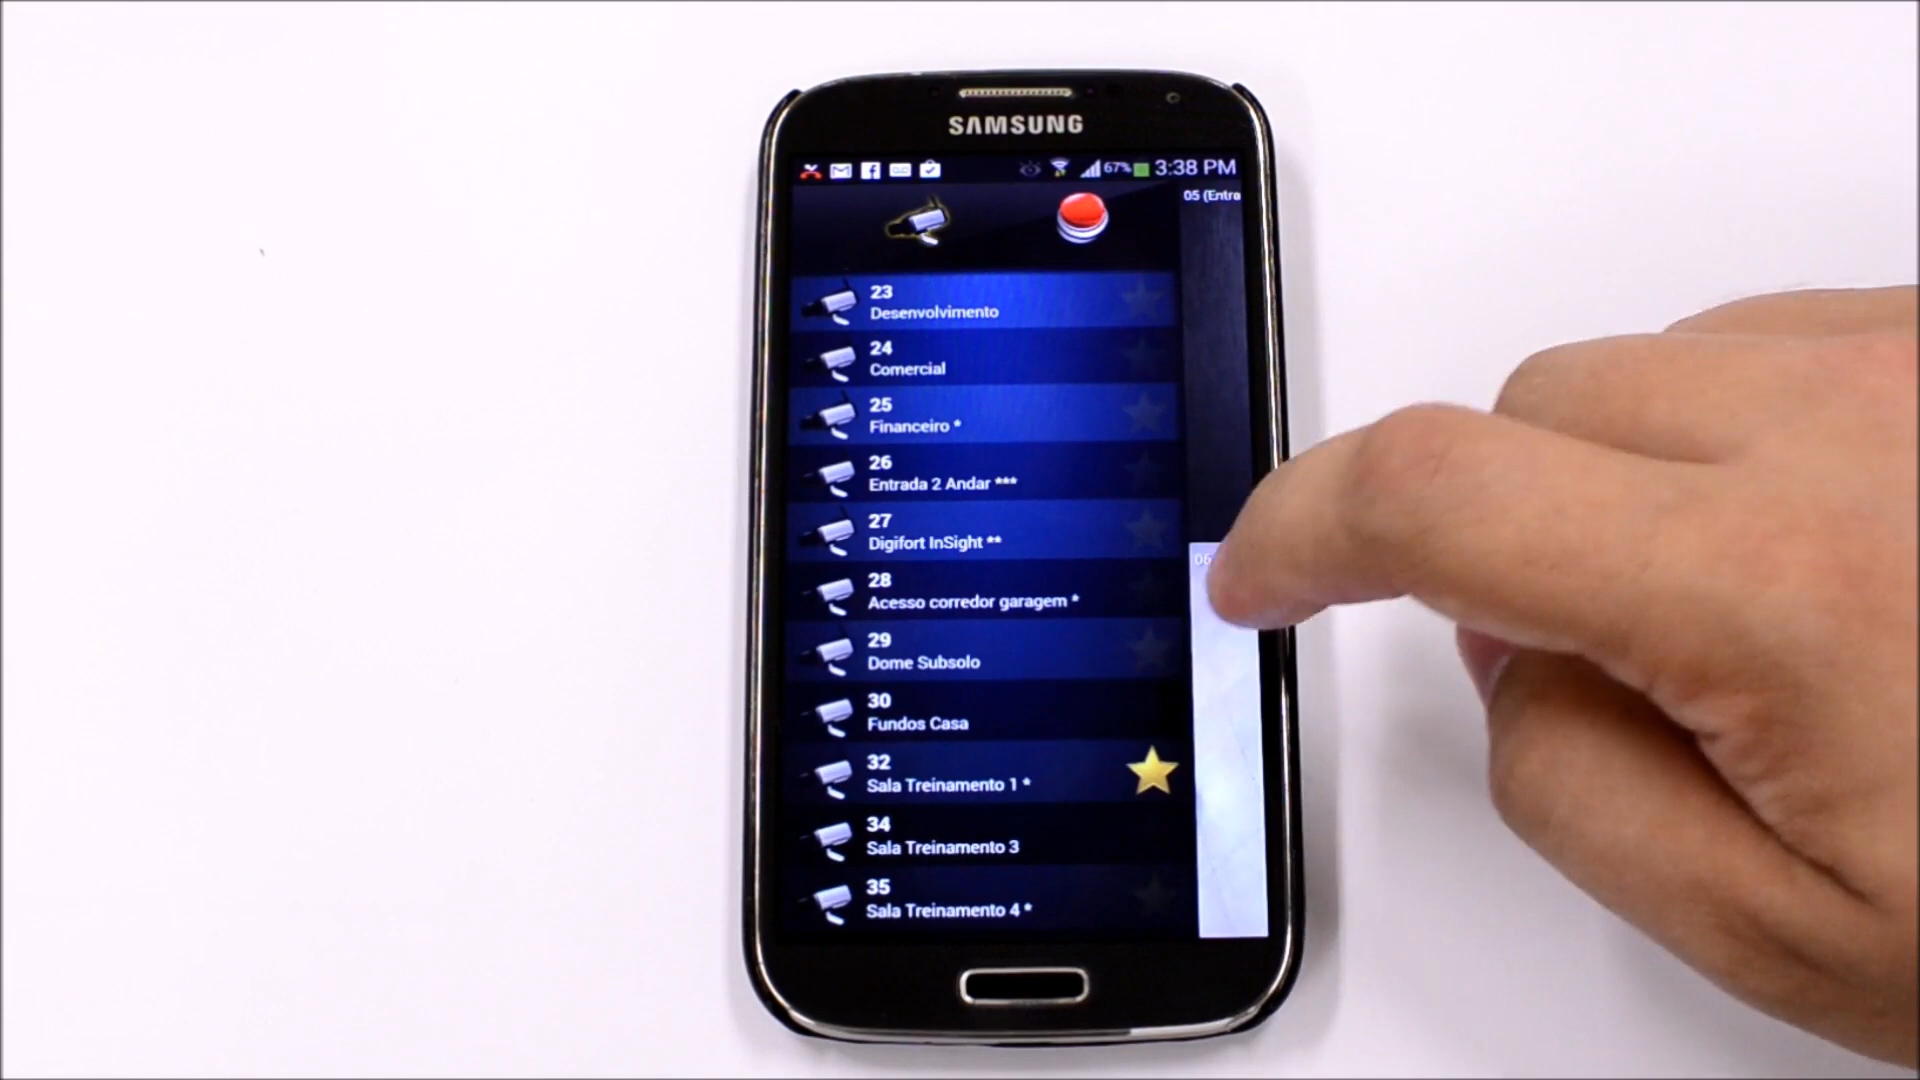 SAMSUNG
67% 3:38 PM
05 (Entra
23
Desenvolvimento
24
Comercial
25
Financeiro *
26
Entrada 2 Andar ***
27
Digifort InSight **
06
28
Acesso corredor garagem *
29
Dome Subsolo
30
Fundos Casa
32
Sala Treinamento 1 *
34
Sala Treinamento 3
35
Sala Treinamento 4 *